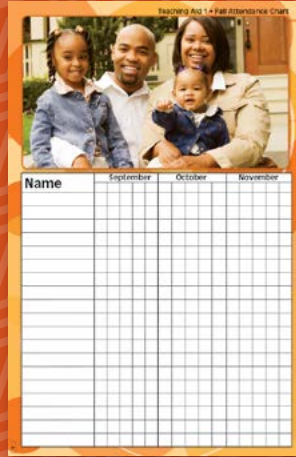 Teaching Aid 1 • Fall Attendance Chart
Name
September October November